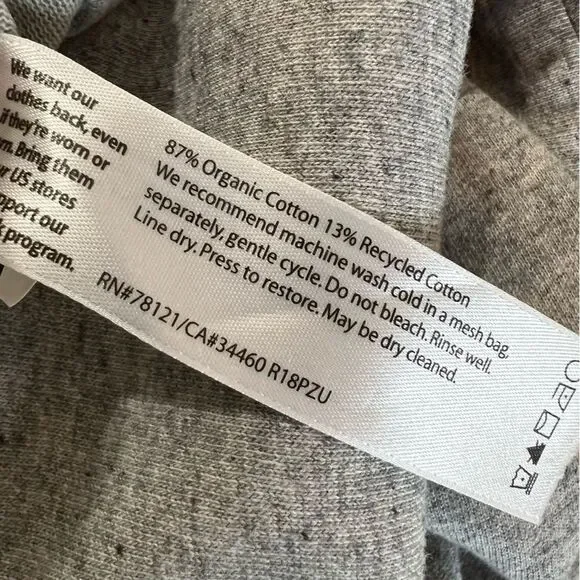 We want our
clothes back, even
if they're worn or
Bring them
US stores
our
program.
87% Organic Cotton 13% Recycled Cotton
We recommend machine wash cold in a mesh bag,
separately, gentle cycle. Do not bleach. Rinse well.
Line dry. Press to restore. May be dry cleaned.
RN#78121/CA#34460 R18PZU